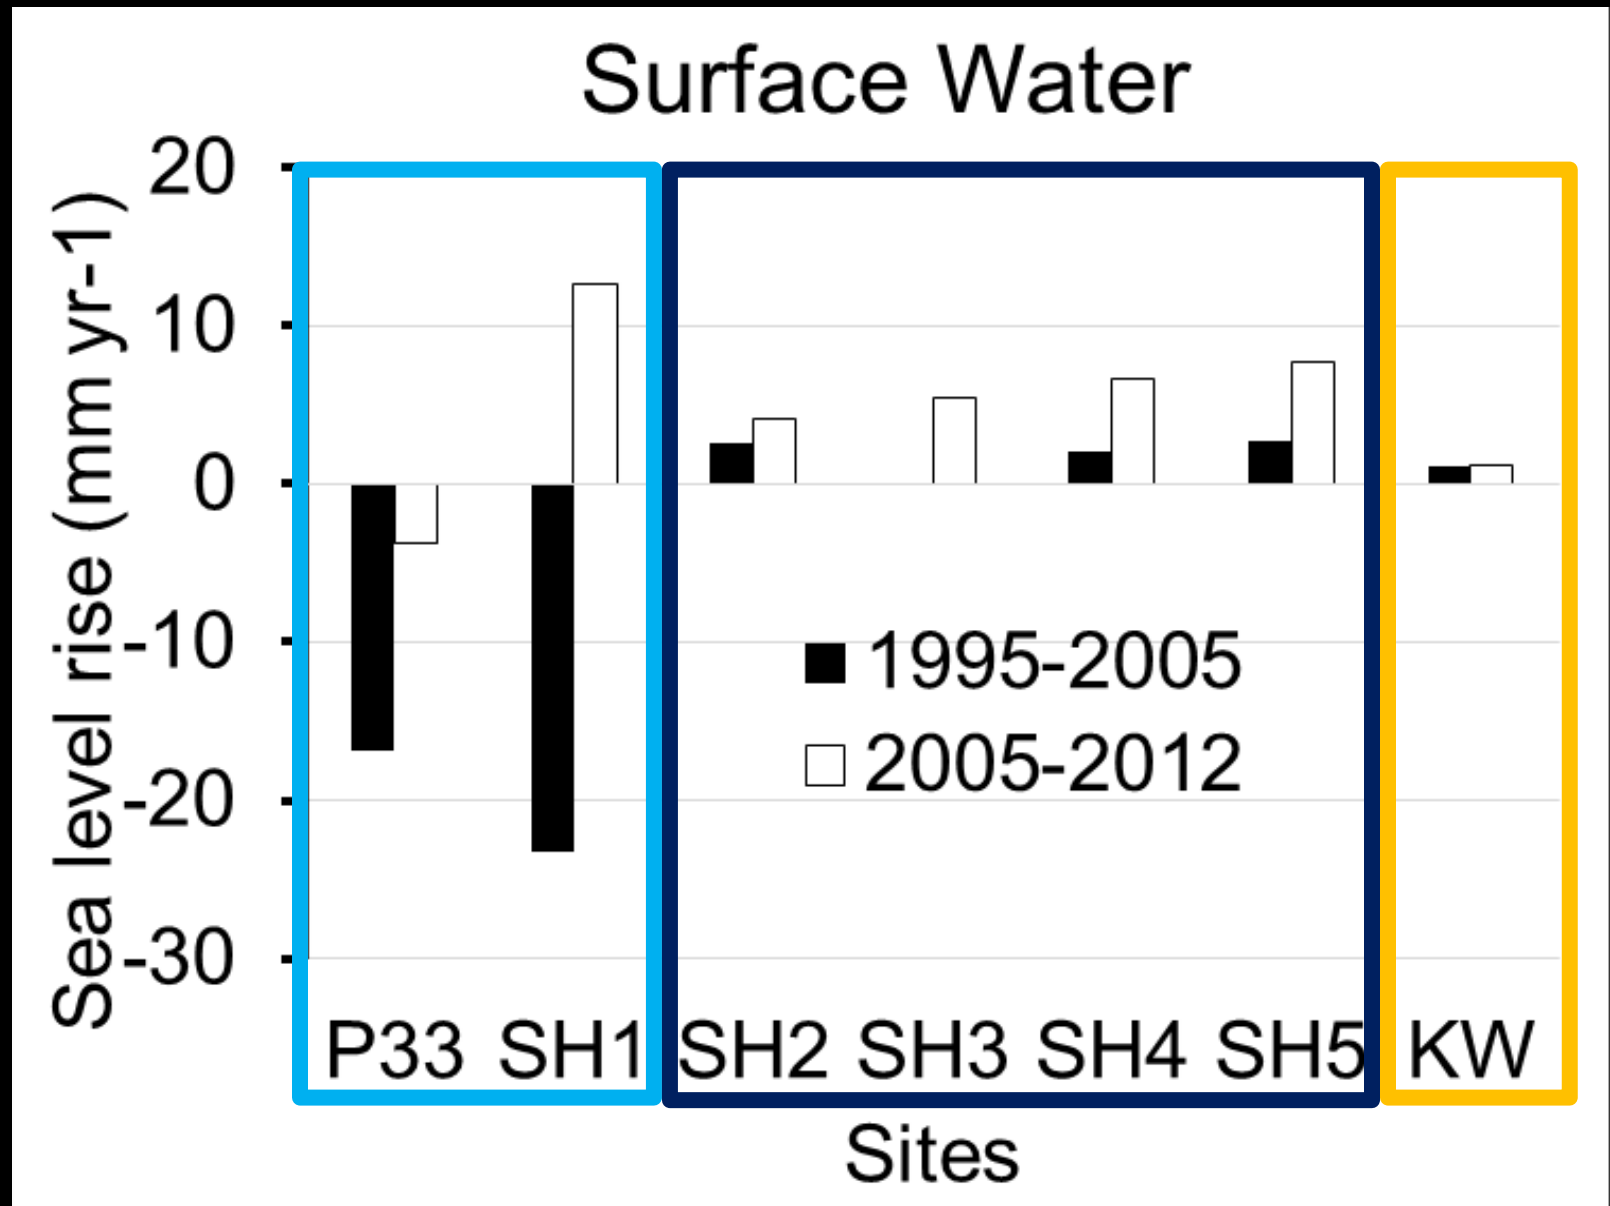 Surface Water
Sea level rise (mm yr-1)
20
10
0
-10
-20
-30
1995-2005
2005-2012
P33 SH1 SH2 SH3 SH4 SH5 KW
Sites